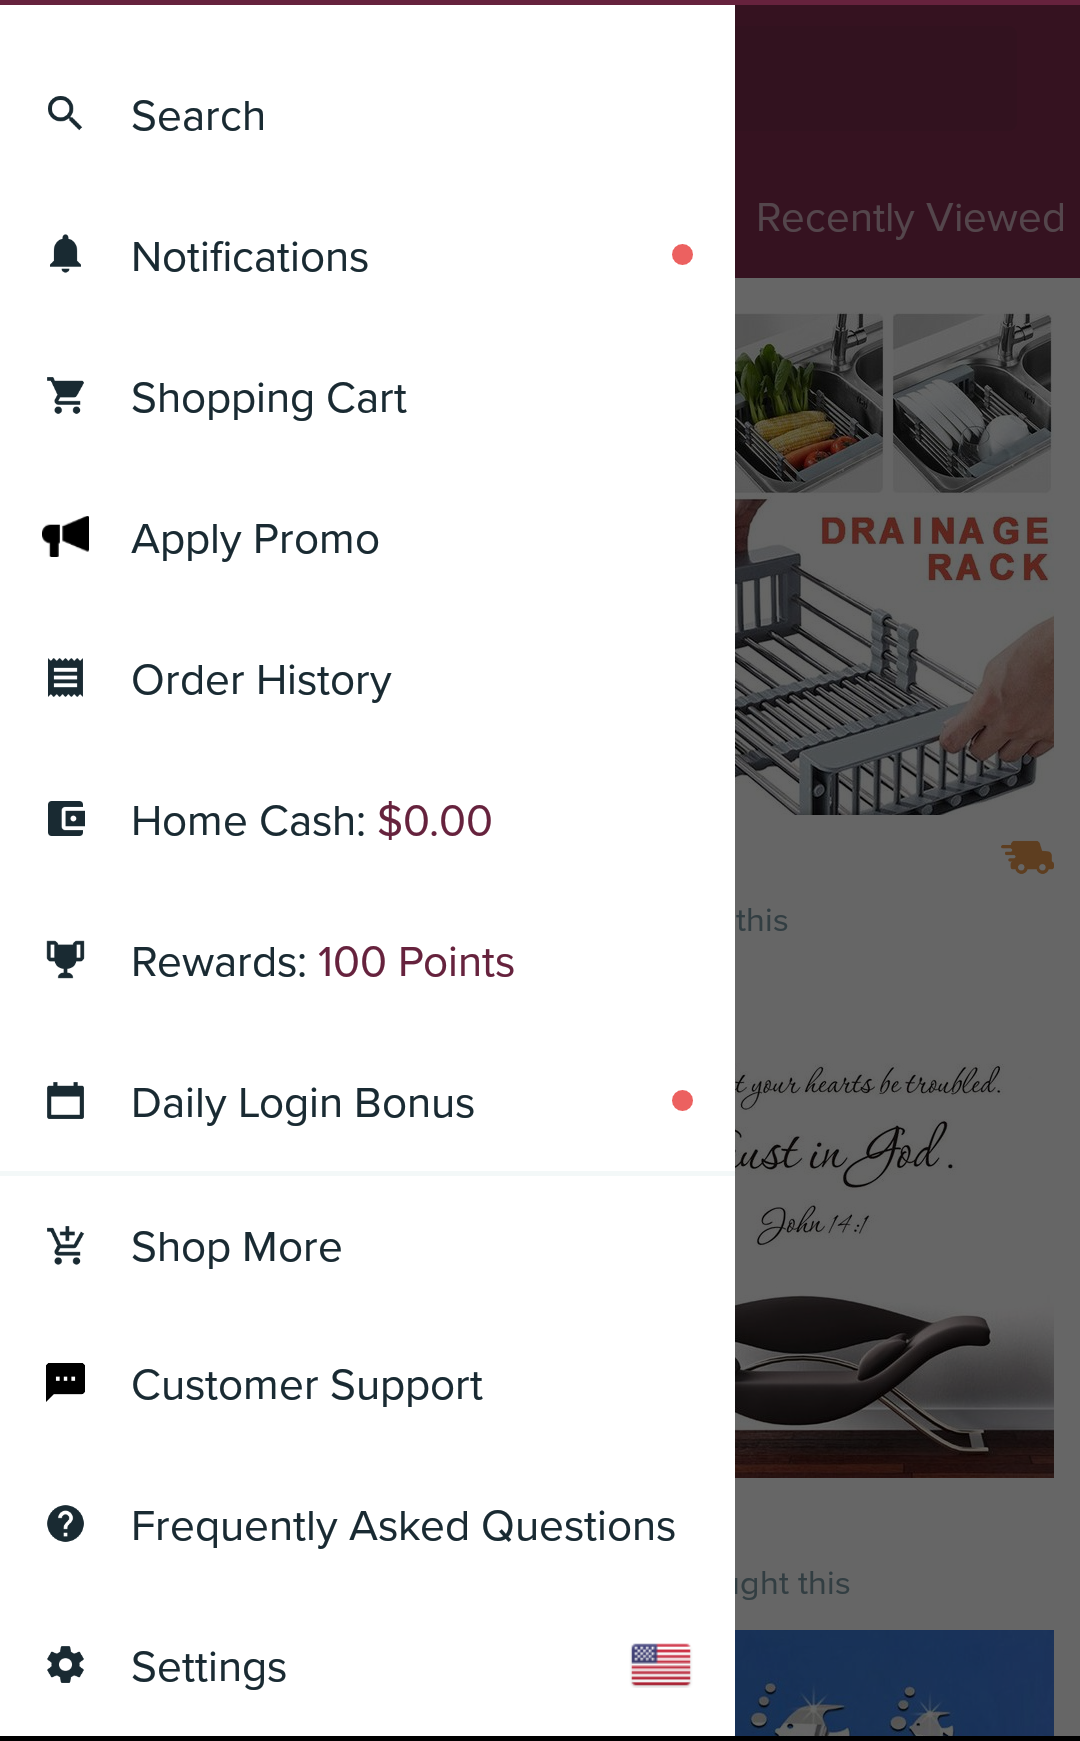 Search
Notifications
Shopping Cart
Apply Promo
Order History
Home Cash: $0.00
Rewards: 100 Points
Daily Login Bonus
Shop More
Customer Support
Frequently Asked Questions
Settings
Recently Viewed
DRAINAGE
RACK
this
your hearts be troubled.
in God.
John 14:1
this